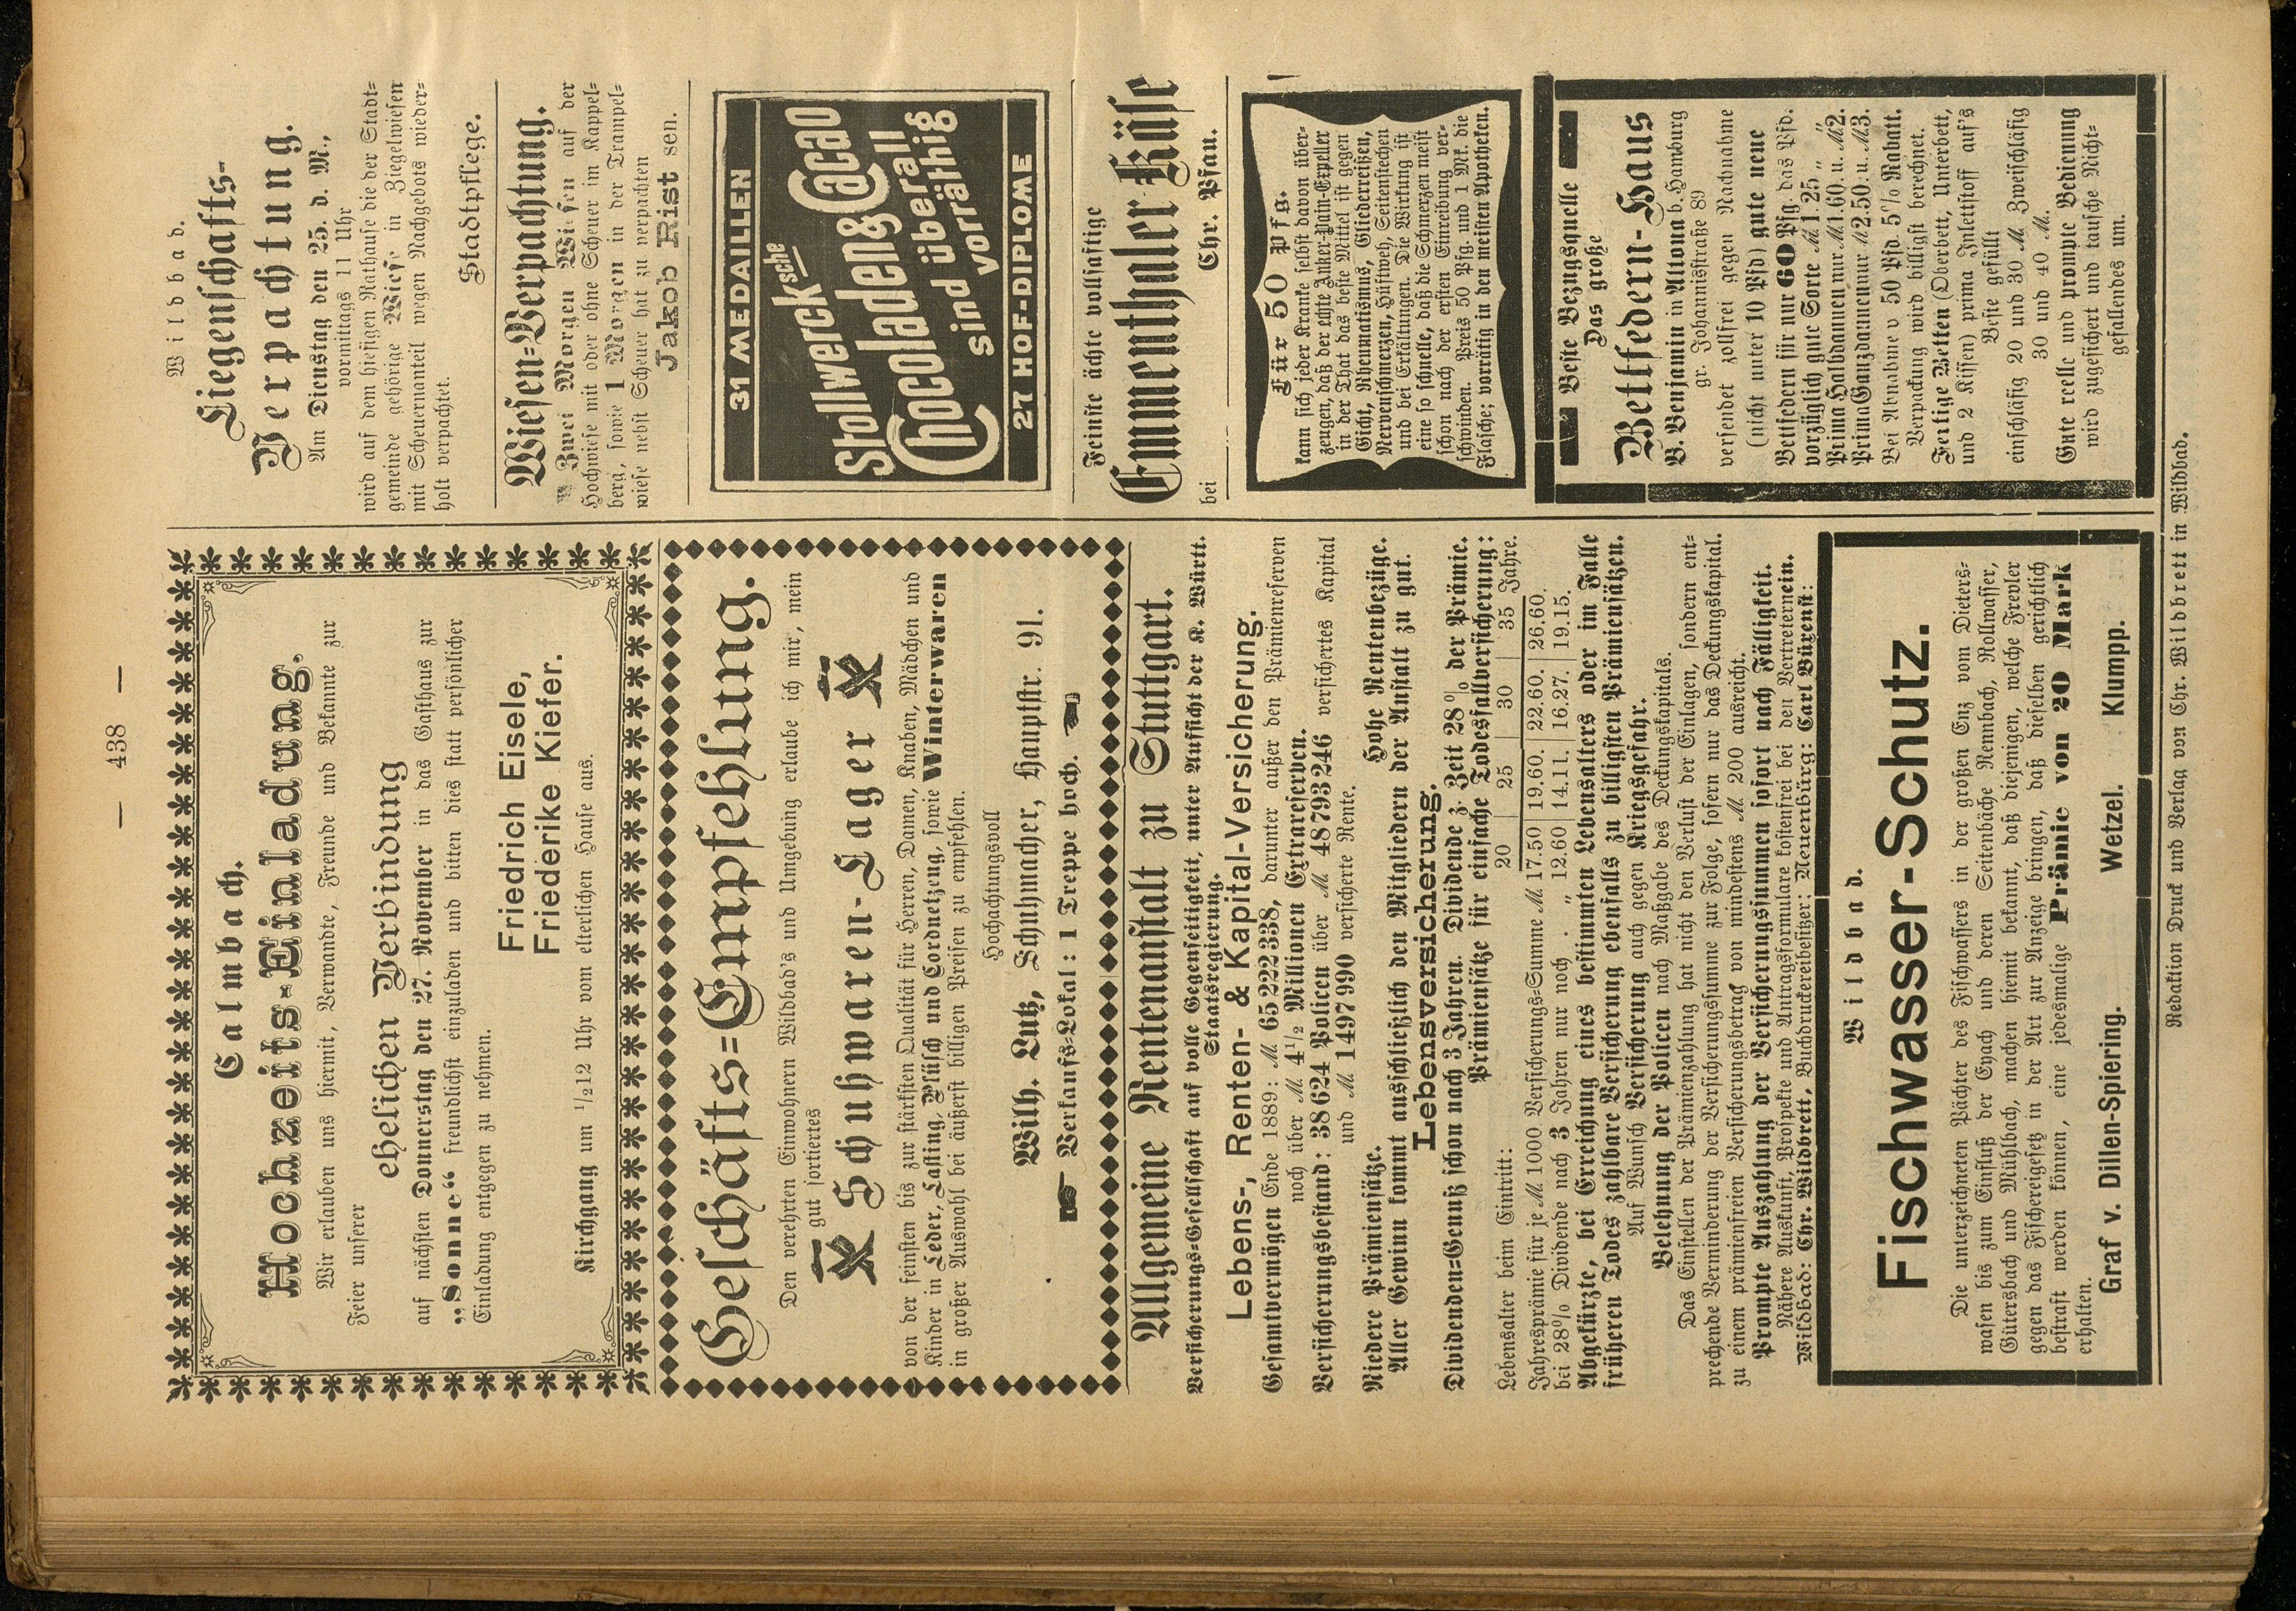 — 438 —
Calmbach.
Hochzeits-Einladung.
Wir erlauben uns hiermit, Verwandte, Freunde und Bekannte zur
Feier unserer
ehelichen Verbindung
auf nächsten Donnerstag den 27. November in das Gasthaus zur
„Sonne“ freundlichst einzuladen und bitten dies statt persönlicher
Einladung entgegen zu nehmen.
Friedrich Eisele,
Friederike Kiefer.
Kirchgang um 1/2 12 Uhr vom elterlichen Hause aus.
Geschäfts=Empfehlung.
Den verehrten Einwohnern Wildbad's und Umgebung erlaube ich mir, mein
gut sortiertes
Schuhwaren-Lager
von der feinsten bis zur stärksten Qualität für Herren, Damen, Knaben, Mädchen und
Kinder in Leder, Lasting, Plüsch und Cordnetzeug, sowie Winterwaren
in großer Auswahl bei äußerst billigen Preisen zu empfehlen.
Hochachtungsvoll
Wilh. Lutz, Schuhmacher, Hauptstr. 91.
☛ Verkaufs=Lokal: 1 Treppe hoch. ☚
Allgemeine Rentenanstalt zu Stuttgart.
Versicherungs=Gesellschaft auf volle Gegenseitigkeit, unter Aufsicht der K. Württ.
Staatsregierung.
Lebens-, Renten- & Kapital-Versicherung.
Gesamtvermögen Ende 1889: M. 65 222 338, darunter außer den Prämienreserven
noch über M. 4 1/2 Millionen Extrareserven.
Versicherungsbestand: 38 624 Policen über M. 48 793 246 versichertes Kapital
und M. 1 497 990 versicherte Rente.
Niedere Prämiensätze. Hohe Rentenbezüge.
Aller Gewinn kommt ausschließlich den Mitgliedern der Anstalt zu gut.
Lebensversicherung.
Dividenden=Genuß schon nach 3 Jahren. Dividende z. Zeit 28% der Prämie.
Prämiensätze für einfache Todesfallversicherung:
Lebensalter beim Eintritt: 20 | 25 | 30 | 35 Jahre.
Jahresprämie für je M. 1000 Versicherungs=Summe M. 17.50 | 19.60. | 22.60. | 26.60.
bei 28% Dividende nach 3 Jahren nur noch . „ 12.60 | 14.11. | 16.27. | 19.15.
Abgekürzte, bei Erreichung eines bestimmten Lebensalters oder im Falle
früheren Todes zahlbare Versicherung ebenfalls zu billigsten Prämiensätzen.
Auf Wunsch Versicherung auch gegen Kriegsgefahr.
Belehnung der Policen nach Maßgabe des Deckungskapitals.
Das Einstellen der Prämienzahlung hat nicht den Verlust der Einlagen, sondern ent=
prechende Verminderung der Versicherungssumme zur Folge, sofern nur das Deckungskapital.
zu einem prämienfreien Versicherungsbetrag von mindestens M. 200 ausreicht.
Prompte Auszahlung der Versicherungssummen sofort nach Fälligkeit.
Nähere Auskunft, Prospekte und Antragsformulare kostenfrei bei den Vertreternein.
Wildbad: Chr. Wildbrett, Buchdruckereibesitzer; Neuenbürg: Carl Bürenst:
Wildbad.
Fischwasser-Schutz.
Die unterzeichneten Pächter des Fischwassers in der großen Enz vom Dieters=
wasen bis zum Einfluß der Eyach und deren Seitenbäche Rennbach, Rollwasser,
Gütersbach und Mühlbach, machen hiemit bekannt, daß diejenigen, welche Frevler
gegen das Fischereigesetz in der Art zur Anzeige bringen, daß dieselben gerichtlich
bestraft werden können, eine jedesmalige Prämie von 20 Mark
erhalten.
Graf v. Dillen-Spiering. Wetzel. Klumpp.
Wildbad.
Liegenschafts-
Verpachtung.
Am Dienstag den 25. d. M.,
vormittags 11 Uhr
wird auf dem hiesigen Rathause die der Stadt=
gemeinde gehörige Wiese in Ziegelwiesen
mit Scheuernanteil wegen Nachgebots wieder=
holt verpachtet.
Stadtpflege.
Wiesen=Verpachtung.
Zwei Morgen Wiesen auf der
Hochwiese mit oder ohne Scheuer im Kappel=
berg, sowie 1 Morgen in der Trampel=
wiese nebst Scheuer hat zu verpachten
Jakob Rist sen.
31 MEDAILLEN
Stollwerck'sche
Chocoladen & Cacao
sind überall
vorräthig
27 HOF-DIPLOME
Feinste ächte vollsaftige
Emmenthaler Käse
bei Chr. Pfau.
Für 50 Pfg.
kann sich jeder Kranke selbst davon über=
zeugen, daß der echte Anker=Pain=Expeller
in der That das beste Mittel ist gegen
Gicht, Rheumatismus, Gliederreißen,
Nervenschmerzen, Hüftweh, Seitenstechen
und bei Erkältungen. Die Wirkung ist
eine so schnelle, daß die Schmerzen meist
schon nach der ersten Einreibung ver=
schwinden. Preis 50 Pfg. und 1 Mk. die
Flasche; vorrätig in den meisten Apotheken.
Beste Bezugsquelle
Das große
Bettfedern-Haus
B. Benjamin in Altona b. Hamburg
gr. Johannisstraße 89
versendet zollfrei gegen Nachnahme
(nicht unter 10 Pfd) gute neue
Bettfedern für nur 60 Pfg. das Pfd.
vorzüglich gute Sorte M. 1.25. „ „
Prima Halbdaunen nur M. 1.60. u. M 2.
Prima Ganzdaunen nur M 2.50. u. M 3.
Bei Abnahme v. 50 Pfd. 5% Rabatt.
Verpackung wird billigst berechnet.
Fertige Betten (Oberbett, Unterbett,
und 2 Kissen) prima Inlettstoff auf's
Beste gefüllt
einschläfig 20 und 30 M. Zweischläfig
30 und 40 M.
Gute reelle und prompte Bedienung
wird zugesichert und tausche Nicht=
gefallendes um.
Redaktion Druck und Verlag von Chr. Wildbrett in Wildbad.